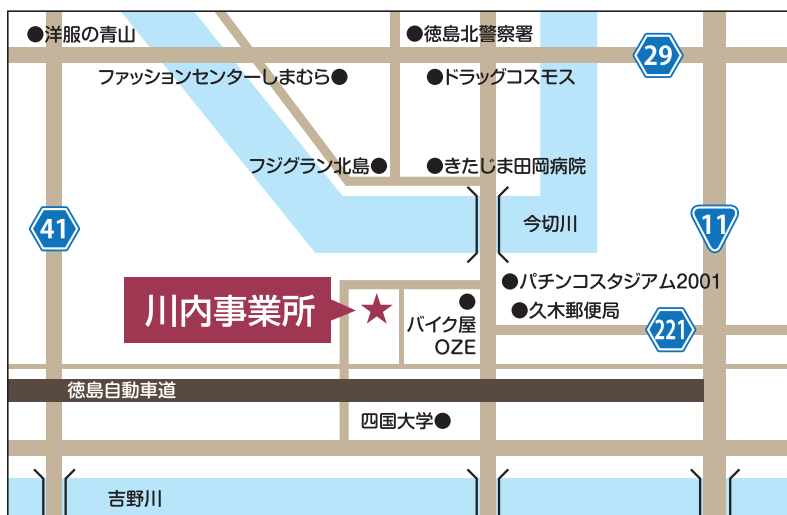 ●洋服の青山
●徳島北警察署
29
ファッションセンターしまむら●
●ドラッグコスモス
フジグラン北島●
●きたじま田岡病院
41
今切川
11
●パチンコスタジアム2001
川内事業所
★
●
バイク屋
OZE
●久木郵便局
221
徳島自動車道
四国大学●
吉野川